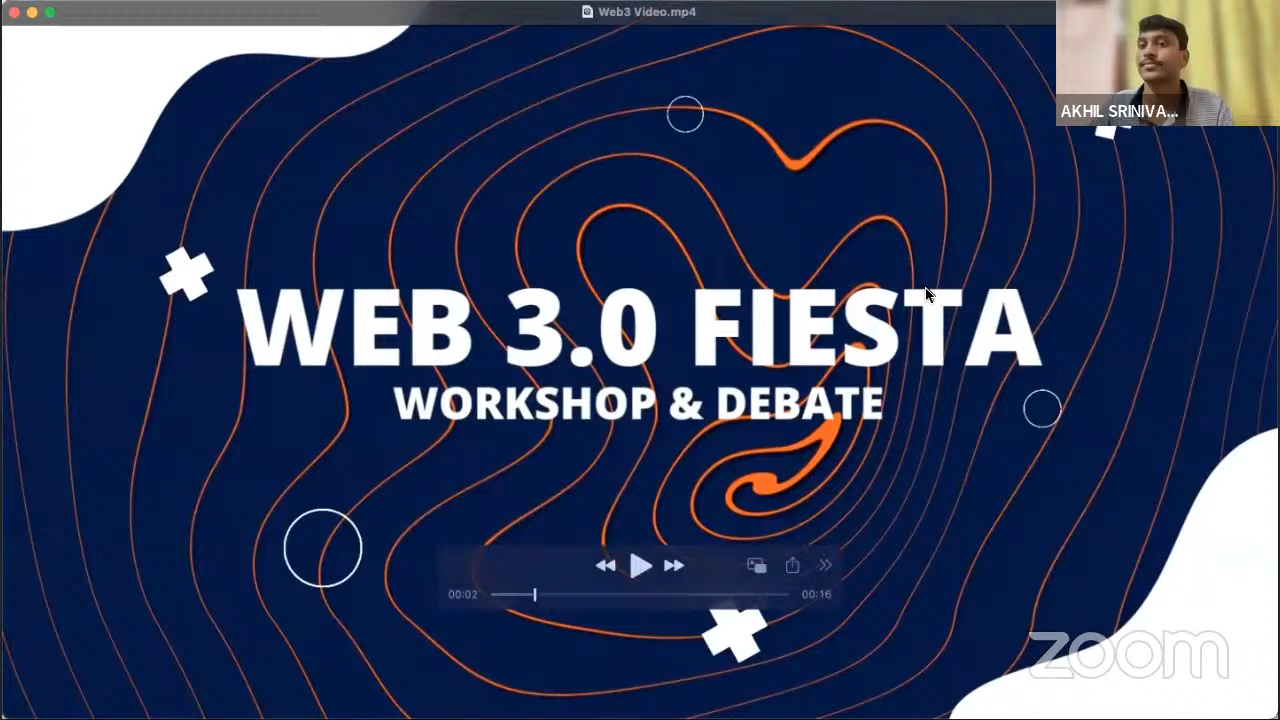 Web3 Video.mp4
AKHIL SRINIVA...
WEB 3.0 FIESTA
WORKSHOP & DEBATE
00:02
00:16
zoom